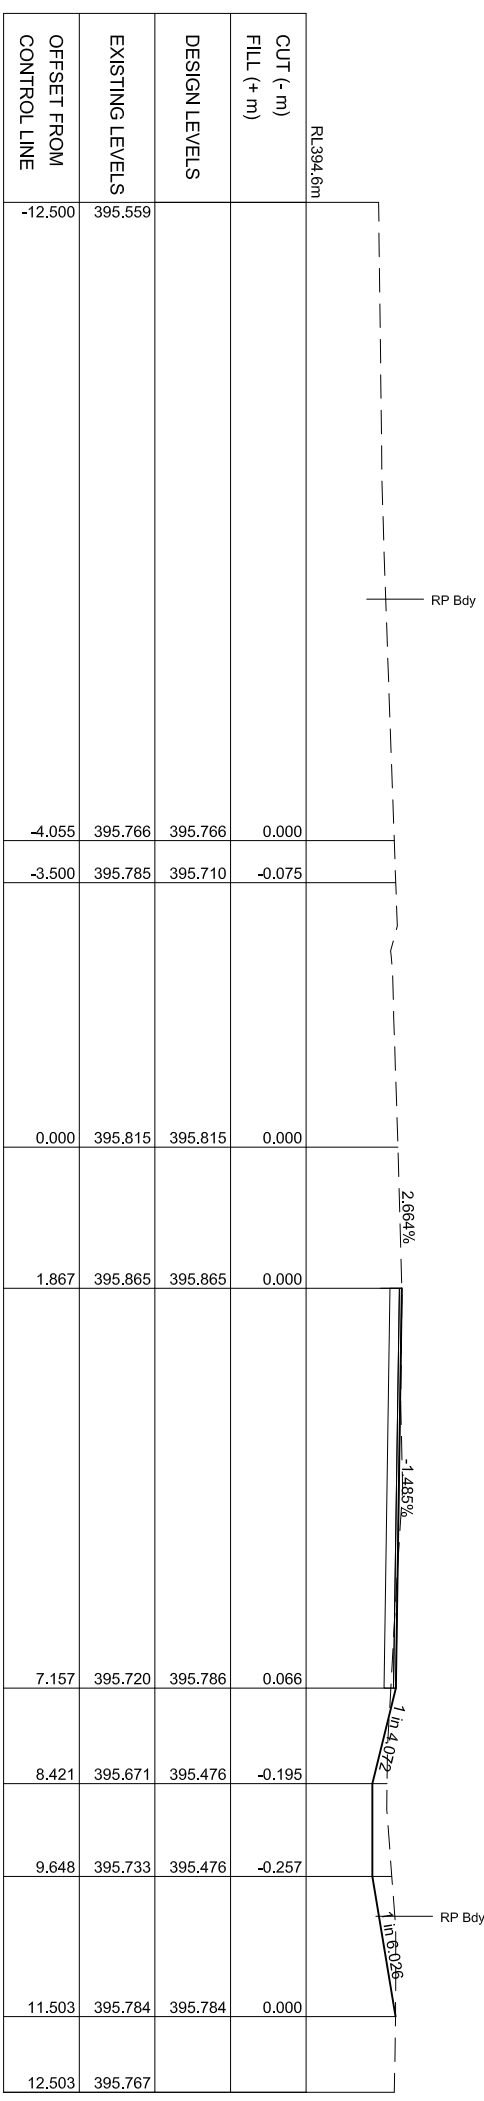 CUT (- m)
FILL (+ m)
DESIGN LEVELS
EXISTING LEVELS
OFFSET FROM
CONTROL LINE
RL394.6m
-12.500 395.559
RP Bdy
-4.055 395.766 395.766 0.000
-3.500 395.785 395.710 -0.075
0.000 395.815 395.815 0.000
2.664%
1.867 395.865 395.865 0.000
-1.485%
7.157 395.720 395.786 0.066
1 in 4.072
8.421 395.671 395.476 -0.195
9.648 395.733 395.476 -0.257
RP Bdy
1 in 6.026
11.503 395.784 395.784 0.000
12.503 395.767